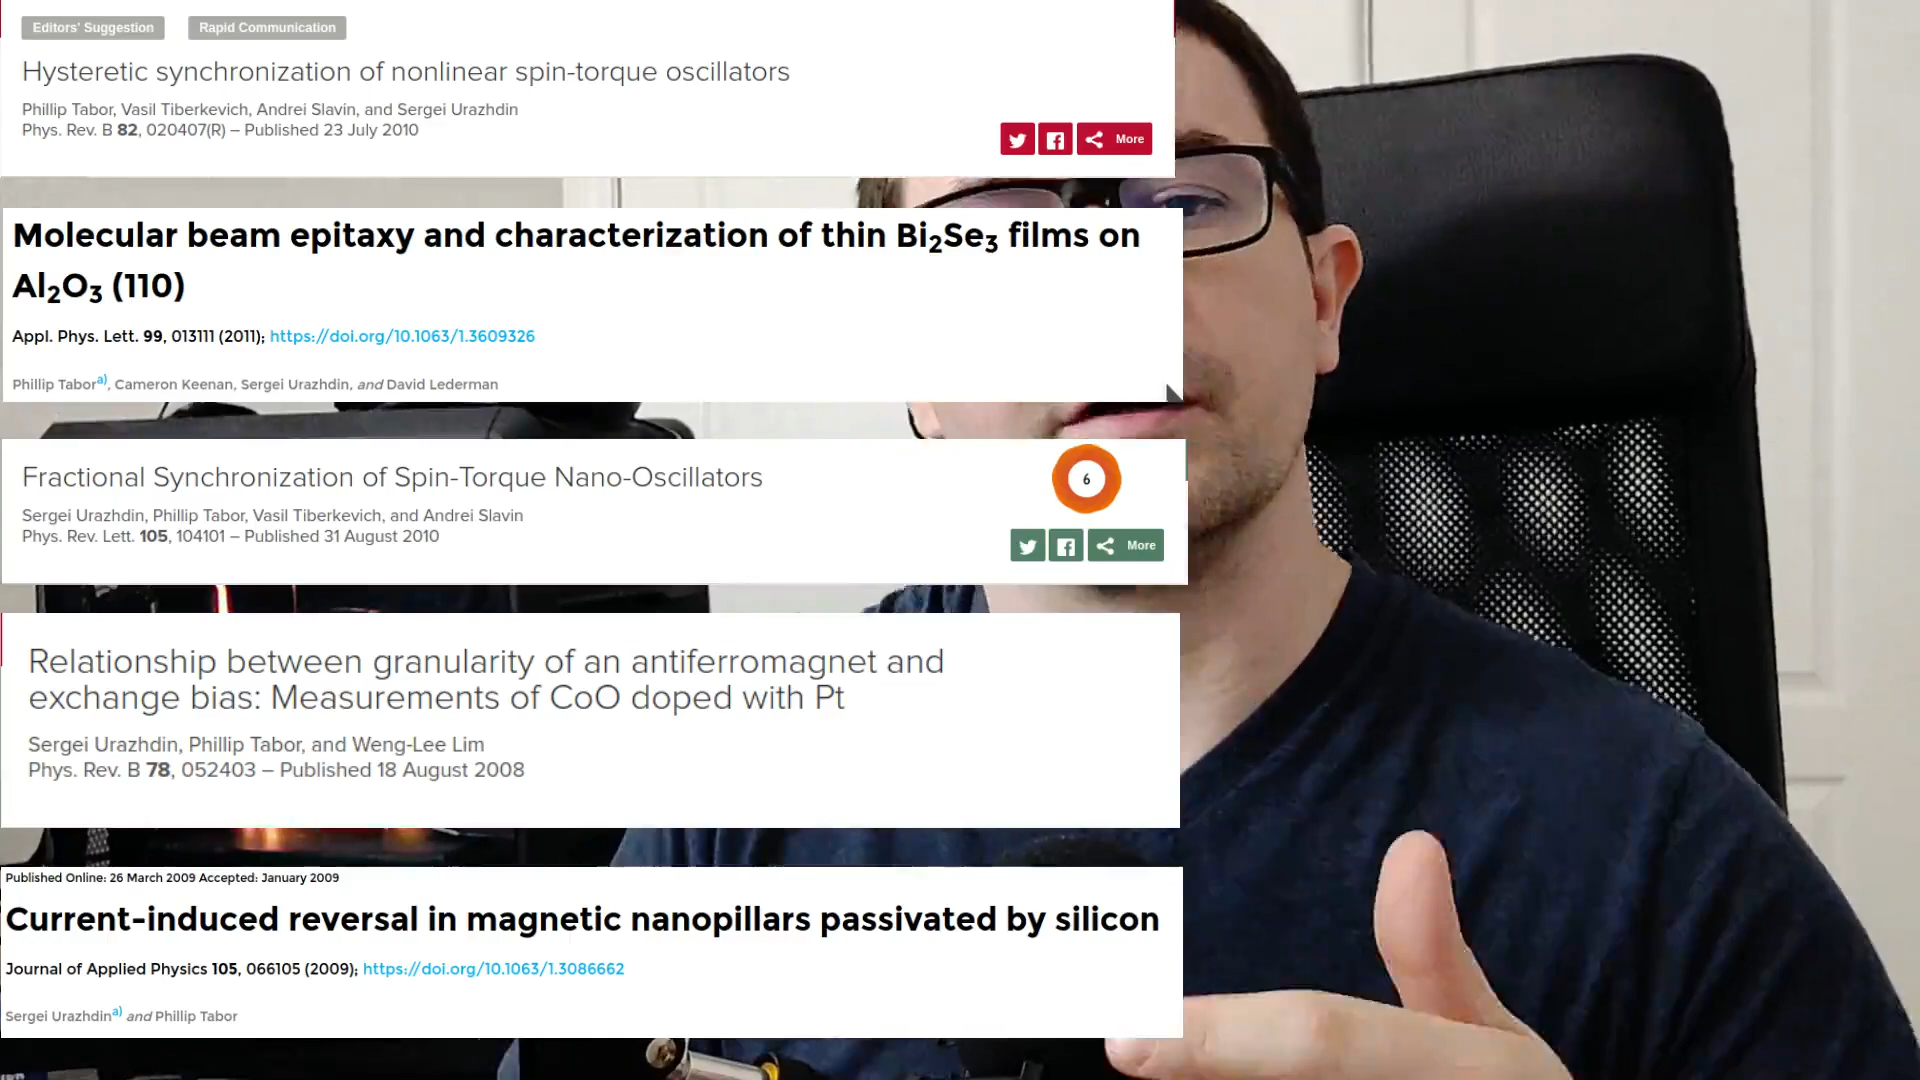 Editors' Suggestion Rapid Communication
Hysteretic synchronization of nonlinear spin-torque oscillators
Phillip Tabor, Vasil Tiberkevich, Andrei Slavin, and Sergei Urazhdin
Phys. Rev. B 82, 020407(R) – Published 23 July 2010
More
Molecular beam epitaxy and characterization of thin Bi₂Se₃ films on
Al₂O₃ (110)
Appl. Phys. Lett. 99, 013111 (2011); https://doi.org/10.1063/1.3609326
Phillip Tabor a), Cameron Keenan, Sergei Urazhdin, and David Lederman
Fractional Synchronization of Spin-Torque Nano-Oscillators
6
Sergei Urazhdin, Phillip Tabor, Vasil Tiberkevich, and Andrei Slavin
Phys. Rev. Lett. 105, 104101 – Published 31 August 2010
More
Relationship between granularity of an antiferromagnet and
exchange bias: Measurements of CoO doped with Pt
Sergei Urazhdin, Phillip Tabor, and Weng-Lee Lim
Phys. Rev. B 78, 052403 – Published 18 August 2008
Published Online: 26 March 2009 Accepted: January 2009
Current-induced reversal in magnetic nanopillars passivated by silicon
Journal of Applied Physics 105, 066105 (2009); https://doi.org/10.1063/1.3086662
Sergei Urazhdin a) and Phillip Tabor